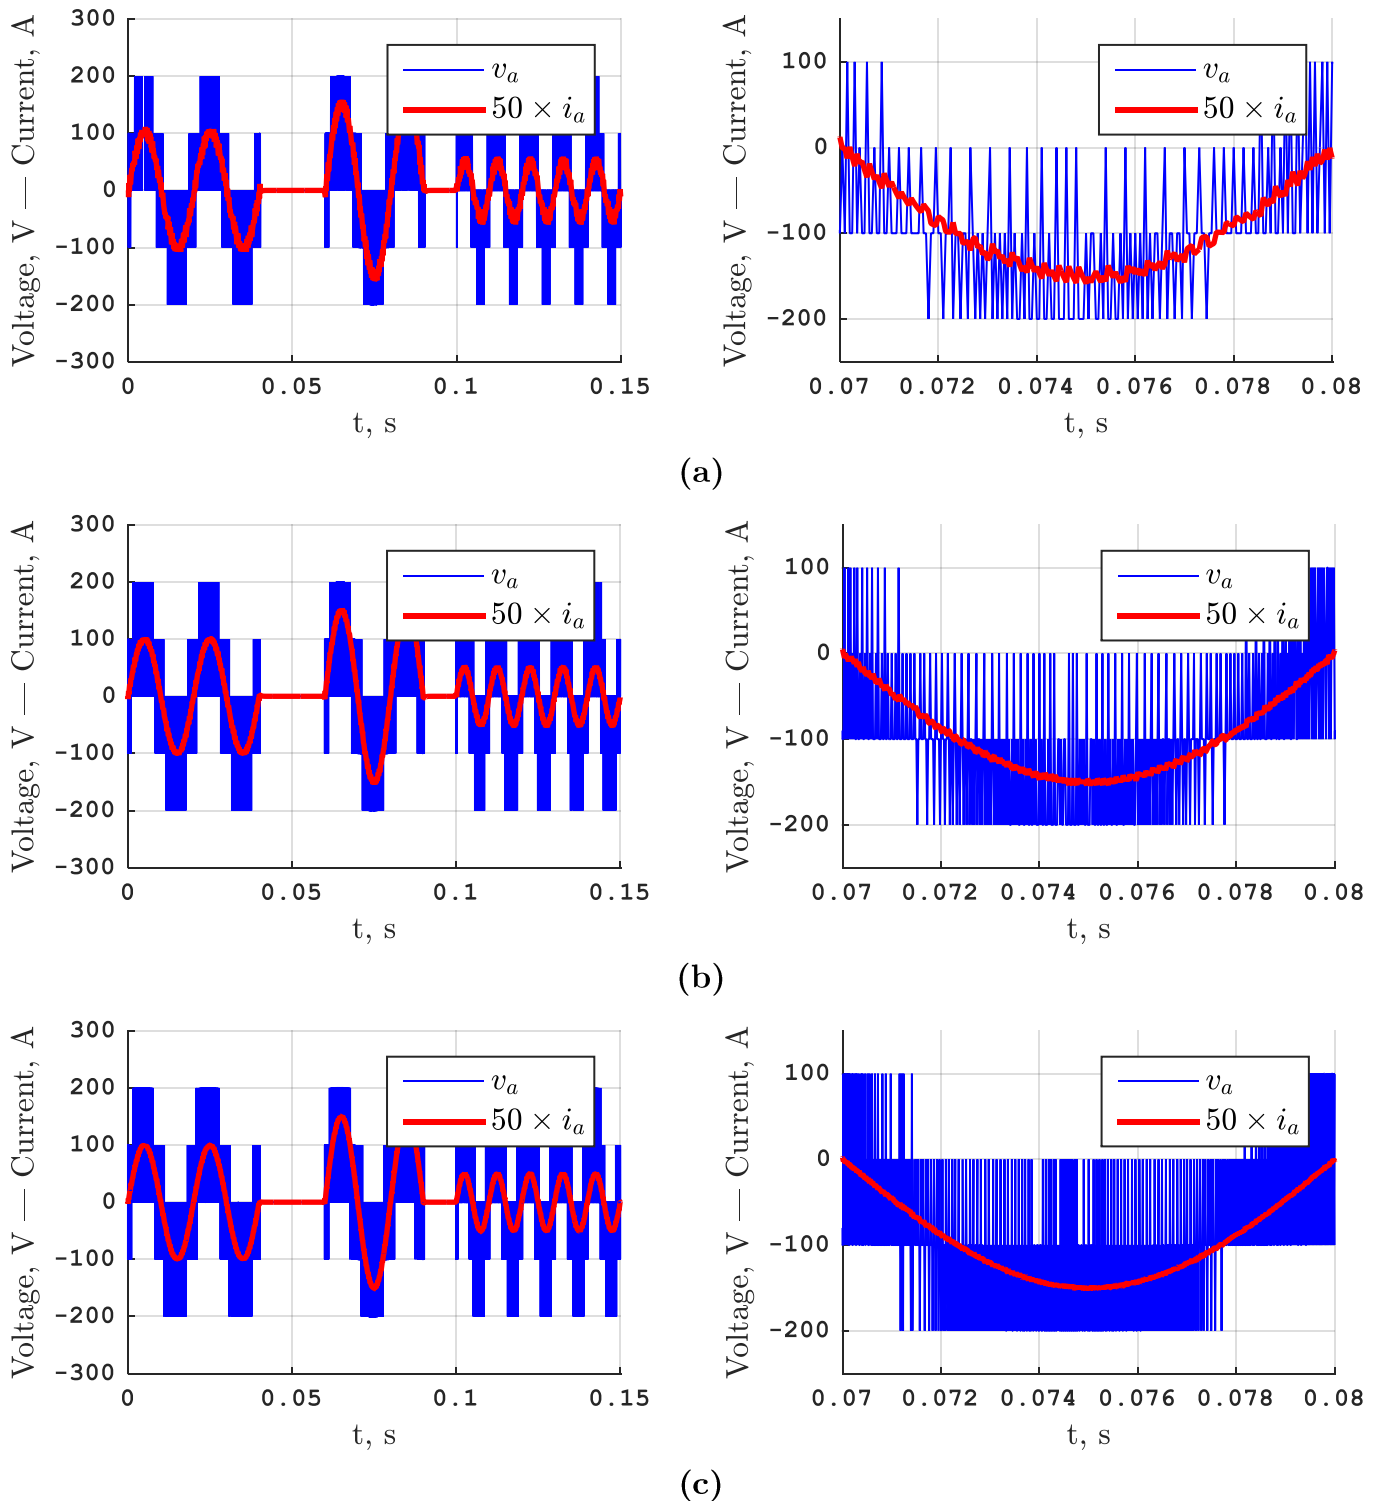 300
200
100
0
-100
-200
-300
Voltage, V — Current, A
v_a
50 × i_a
0 0.05 0.1 0.15
t, s
100
0
-100
-200
Voltage, V — Current, A
v_a
50 × i_a
0.07 0.072 0.074 0.076 0.078 0.08
t, s
(a)
300
200
100
0
-100
-200
-300
Voltage, V — Current, A
v_a
50 × i_a
0 0.05 0.1 0.15
t, s
100
0
-100
-200
Voltage, V — Current, A
v_a
50 × i_a
0.07 0.072 0.074 0.076 0.078 0.08
t, s
(b)
300
200
100
0
-100
-200
-300
Voltage, V — Current, A
v_a
50 × i_a
0 0.05 0.1 0.15
t, s
100
0
-100
-200
Voltage, V — Current, A
v_a
50 × i_a
0.07 0.072 0.074 0.076 0.078 0.08
t, s
(c)